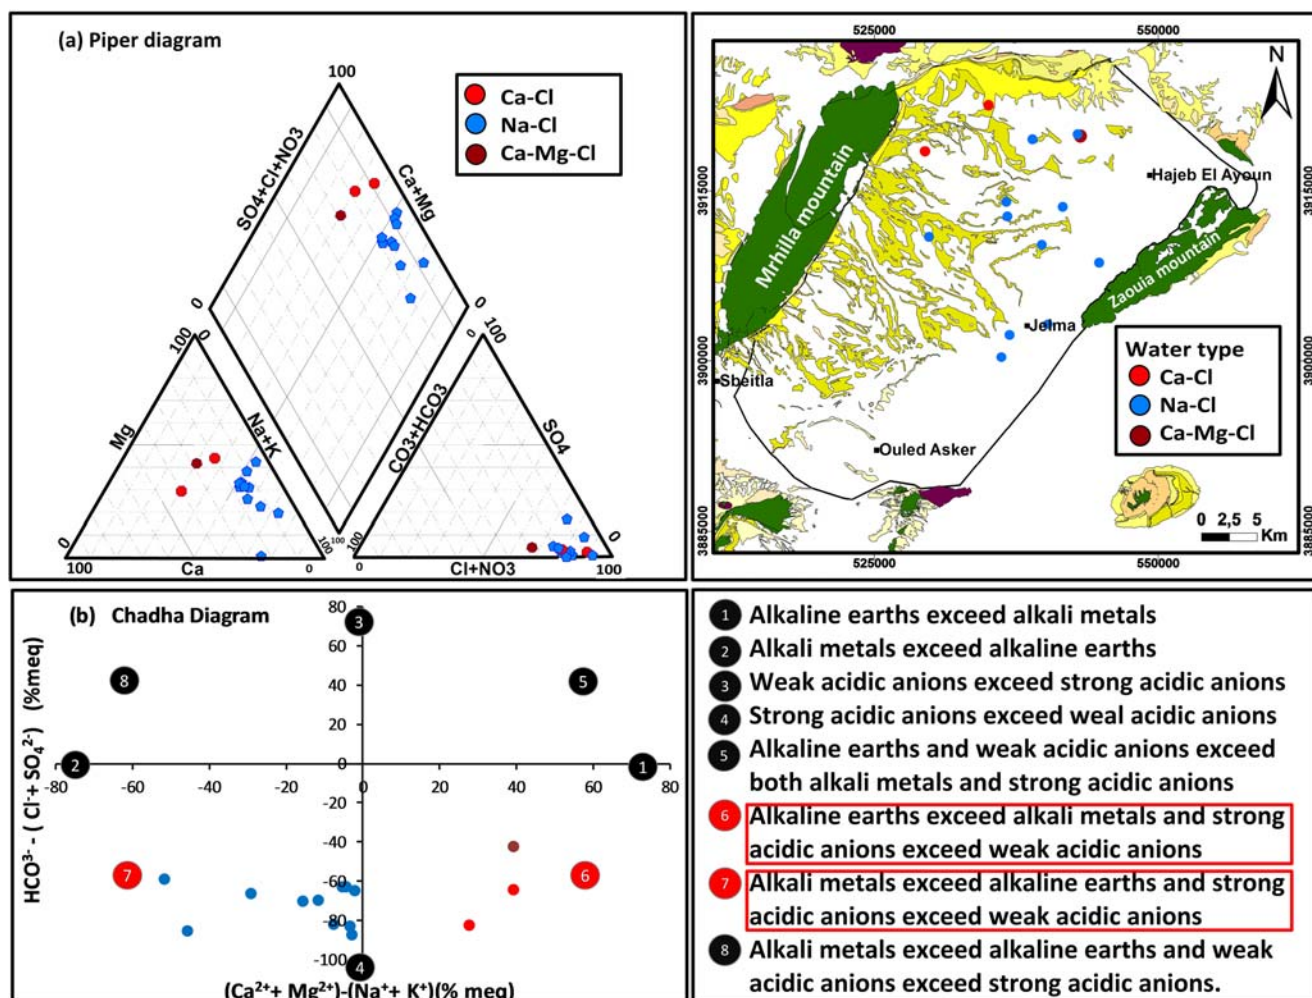 (a) Piper diagram
100
Ca-Cl
Na-Cl
Ca-Mg-Cl
SO4+Cl+NO3
Ca+Mg
0
0
100
0
0
100
Mg
Na+K
CO3+HCO3
SO4
0
100
100
100
0
100
Ca
0
Cl+NO3
100
525000
550000
N
3915000
3915000
Mrhilla mountain
Hajeb El Ayoun
Zaouia mountain
Jelma
3900000
3900000
Sbeitla
Water type
Ca-Cl
Na-Cl
Ca-Mg-Cl
Ouled Asker
3885000
3885000
0 2,5 5
Km
525000
550000
(b) Chadha Diagram
HCO³⁻ - ( Cl⁻+ SO₄²⁻) (%meq)
80
60
40
20
0
-20
-40
-60
-80
-100
-80 -60 -40 -20 0 20 40 60 80
3
8
5
2
1
7
6
4
(Ca²⁺+ Mg²⁺)-(Na⁺+ K⁺)(% meq)
1 Alkaline earths exceed alkali metals
2 Alkali metals exceed alkaline earths
3 Weak acidic anions exceed strong acidic anions
4 Strong acidic anions exceed weal acidic anions
5 Alkaline earths and weak acidic anions exceed
both alkali metals and strong acidic anions
6 Alkaline earths exceed alkali metals and strong
acidic anions exceed weak acidic anions
7 Alkali metals exceed alkaline earths and strong
acidic anions exceed weak acidic anions
8 Alkali metals exceed alkaline earths and weak
acidic anions exceed strong acidic anions.